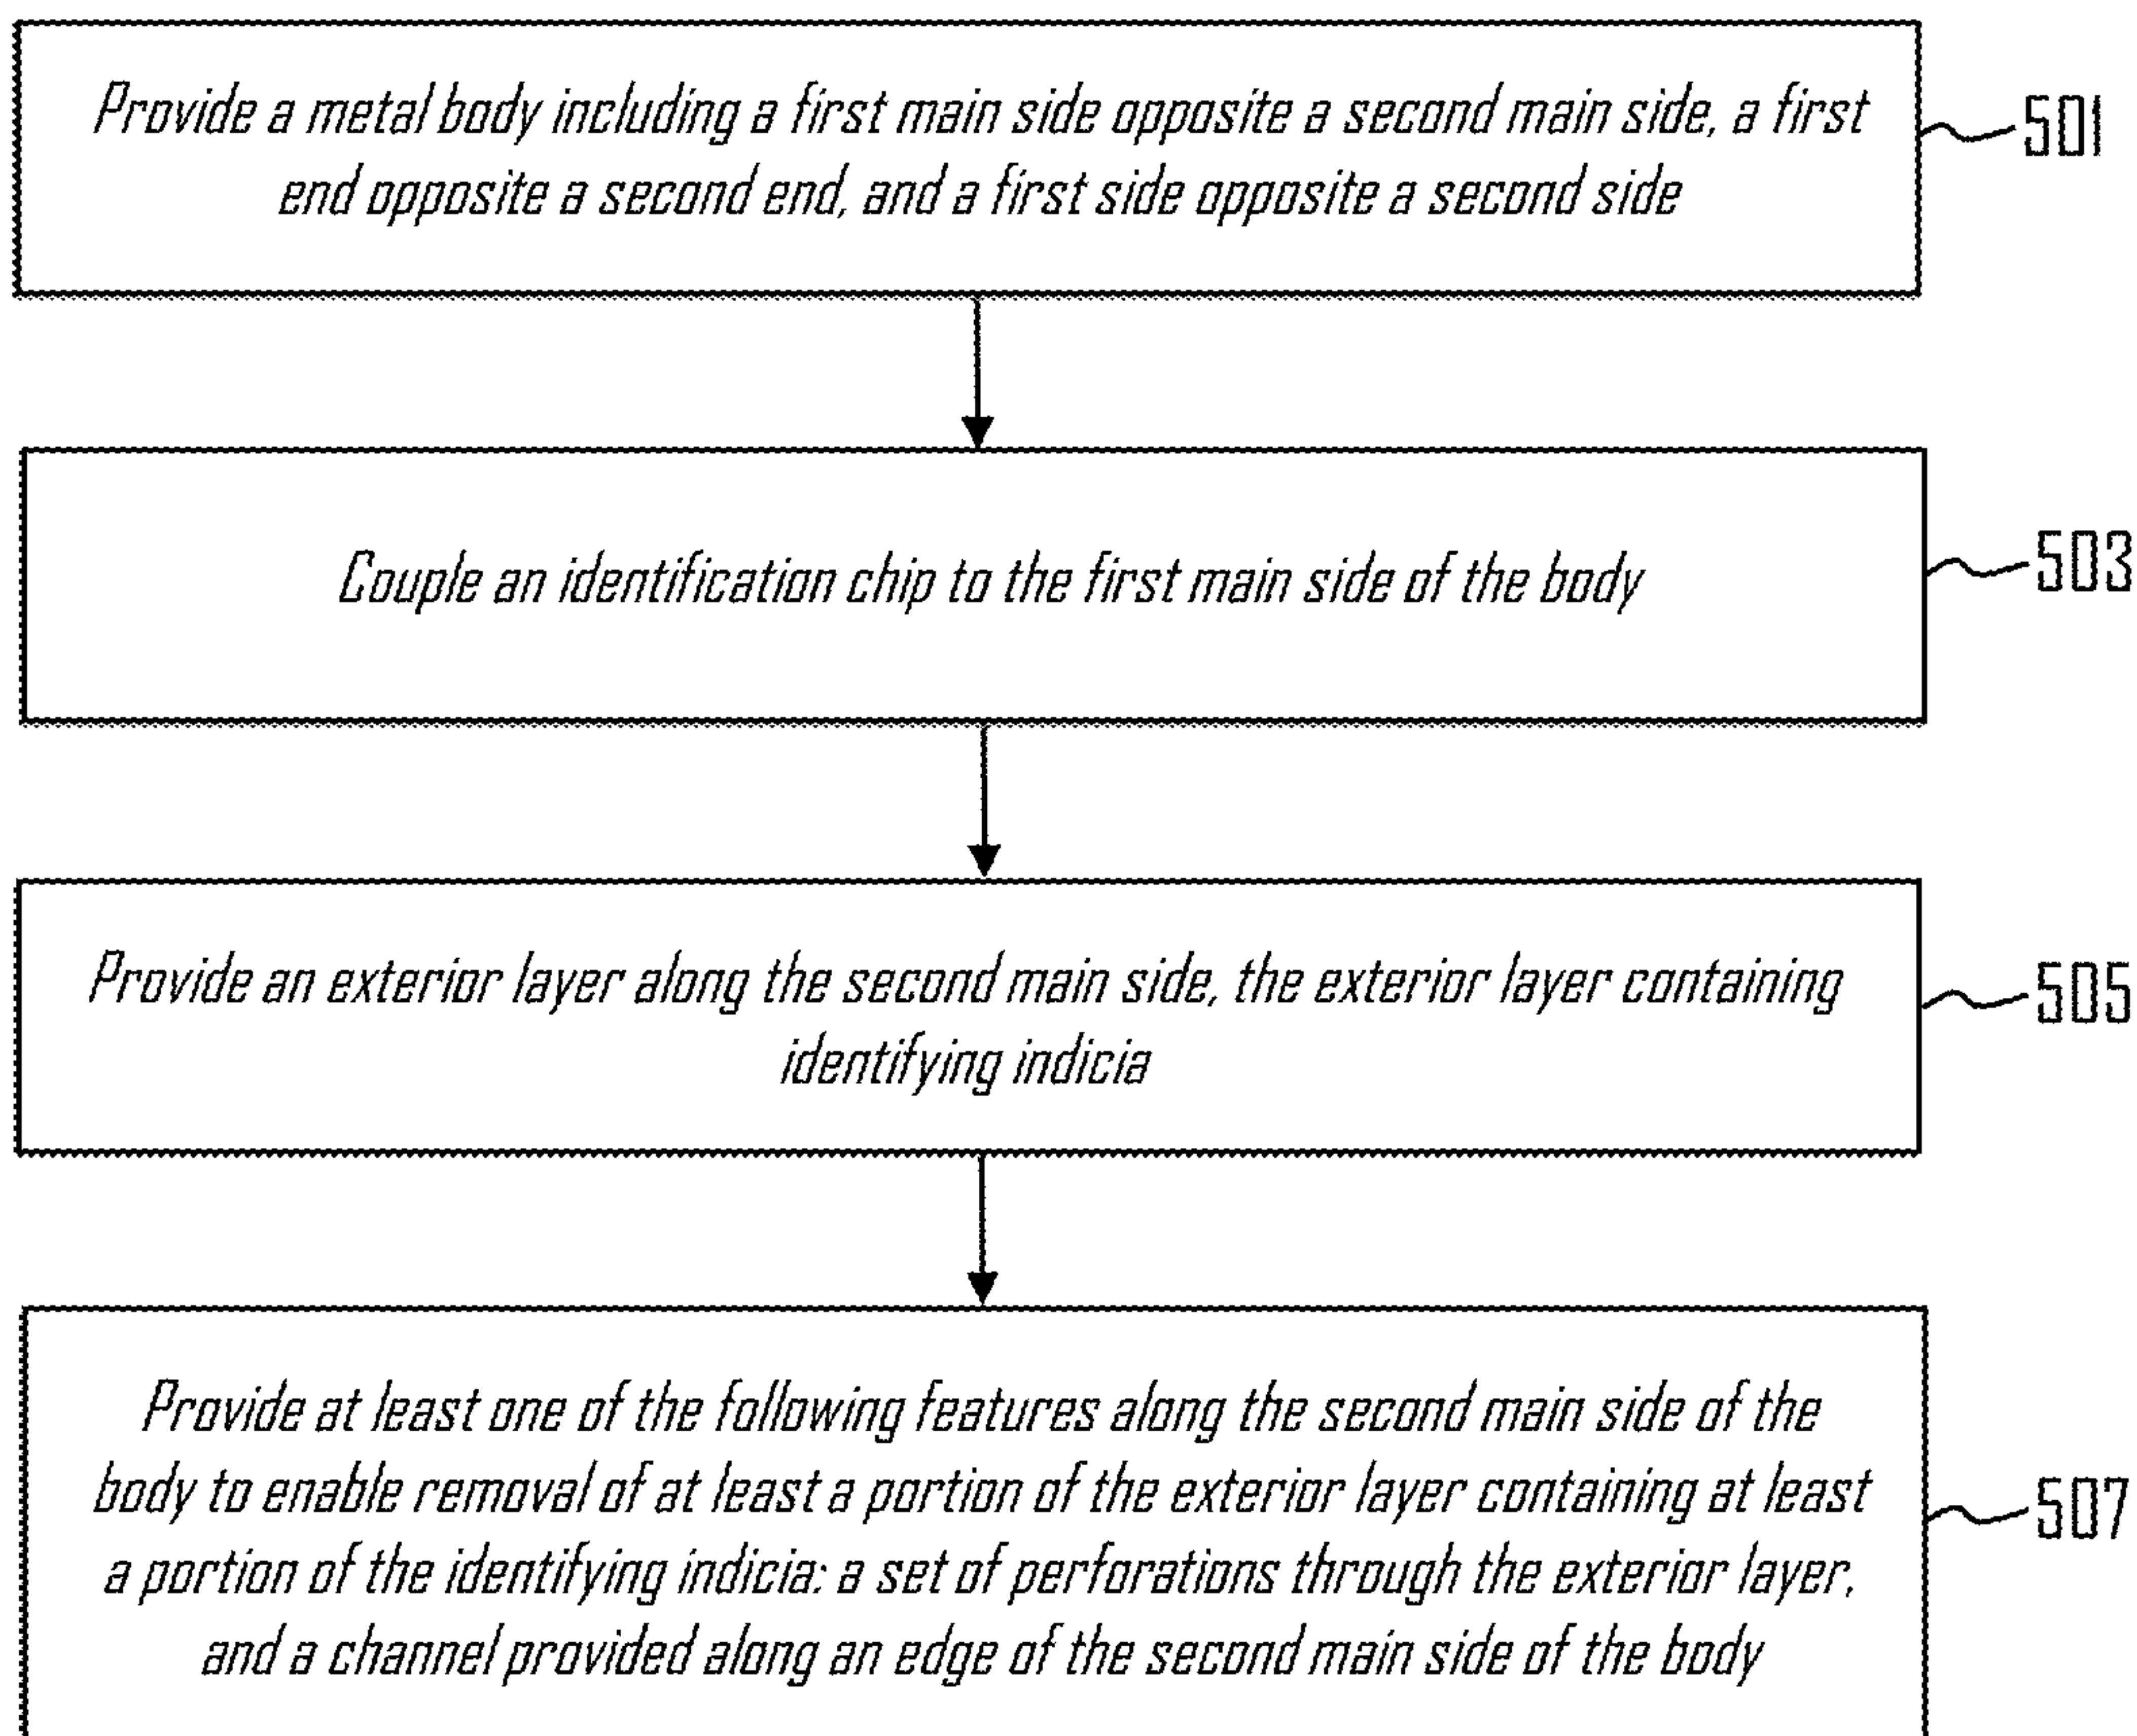 Provide a metal body including a first main side opposite a second main side, a first
end opposite a second end, and a first side opposite a second side
501
Couple an identification chip to the first main side of the body
503
Provide an exterior layer along the second main side, the exterior layer containing
identifying indicia
505
Provide at least one of the following features along the second main side of the
body to enable removal of at least a portion of the exterior layer containing at least
a portion of the identifying indicia: a set of perforations through the exterior layer,
and a channel provided along an edge of the second main side of the body
507